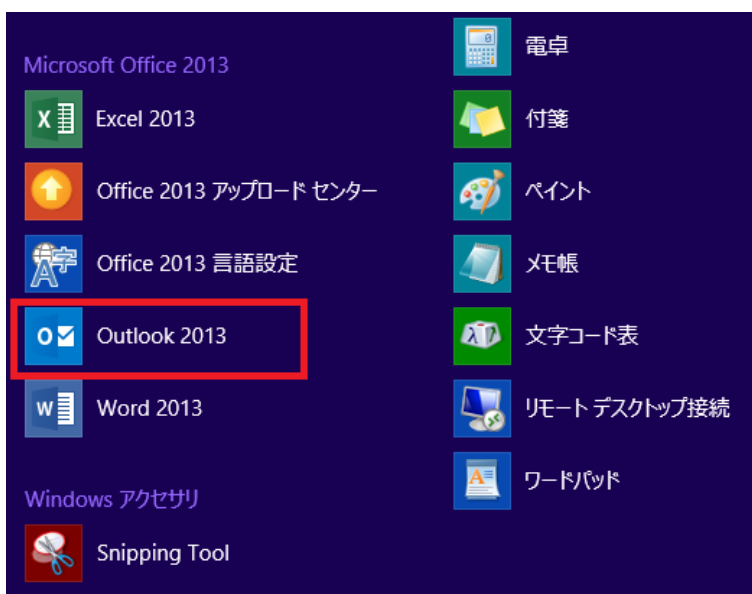 Microsoft Office 2013
Excel 2013
Office 2013 アップロード センター
Office 2013 言語設定
Outlook 2013
Word 2013
Windows アクセサリ
Snipping Tool
電卓
付箋
ペイント
メモ帳
文字コード表
リモート デスクトップ接続
ワードパッド